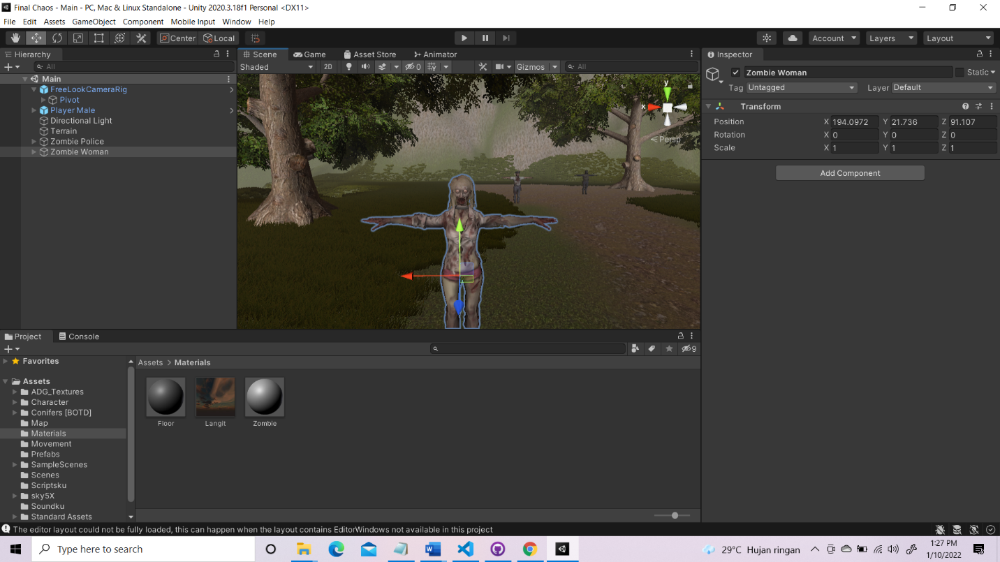 Final Chaos - Main - PC, Mac & Linux Standalone - Unity 2020.3.18f1 Personal <DX11>
File Edit Assets GameObject Component Mobile Input Window Help
Center Local Account Layers Layout
Hierarchy
All
Main
FreeLookCameraRig
Pivot
Player Male
Directional Light
Terrain
Zombie Police
Zombie Woman
Scene Game Asset Store Animator
Shaded 2D 0 Gizmos All
y
x
Persp
Inspector
Zombie Woman Static
Tag Untagged Layer Default
Transform
Position X 194.0972 Y 21.736 Z 91.107
Rotation X 0 Y 0 Z 0
Scale X 1 Y 1 Z 1
Add Component
Project Console
9
Favorites
Assets
ADG_Textures
Character
Conifers [BOTD]
Map
Materials
Movement
Prefabs
SampleScenes
Scenes
Scriptsku
sky5X
Soundku
Standard Assets
Assets > Materials
Floor Langit Zombie
The editor layout could not be fully loaded, this can happen when the layout contains EditorWindows not available in this project
Type here to search
29°C Hujan ringan
1:27 PM
1/10/2022